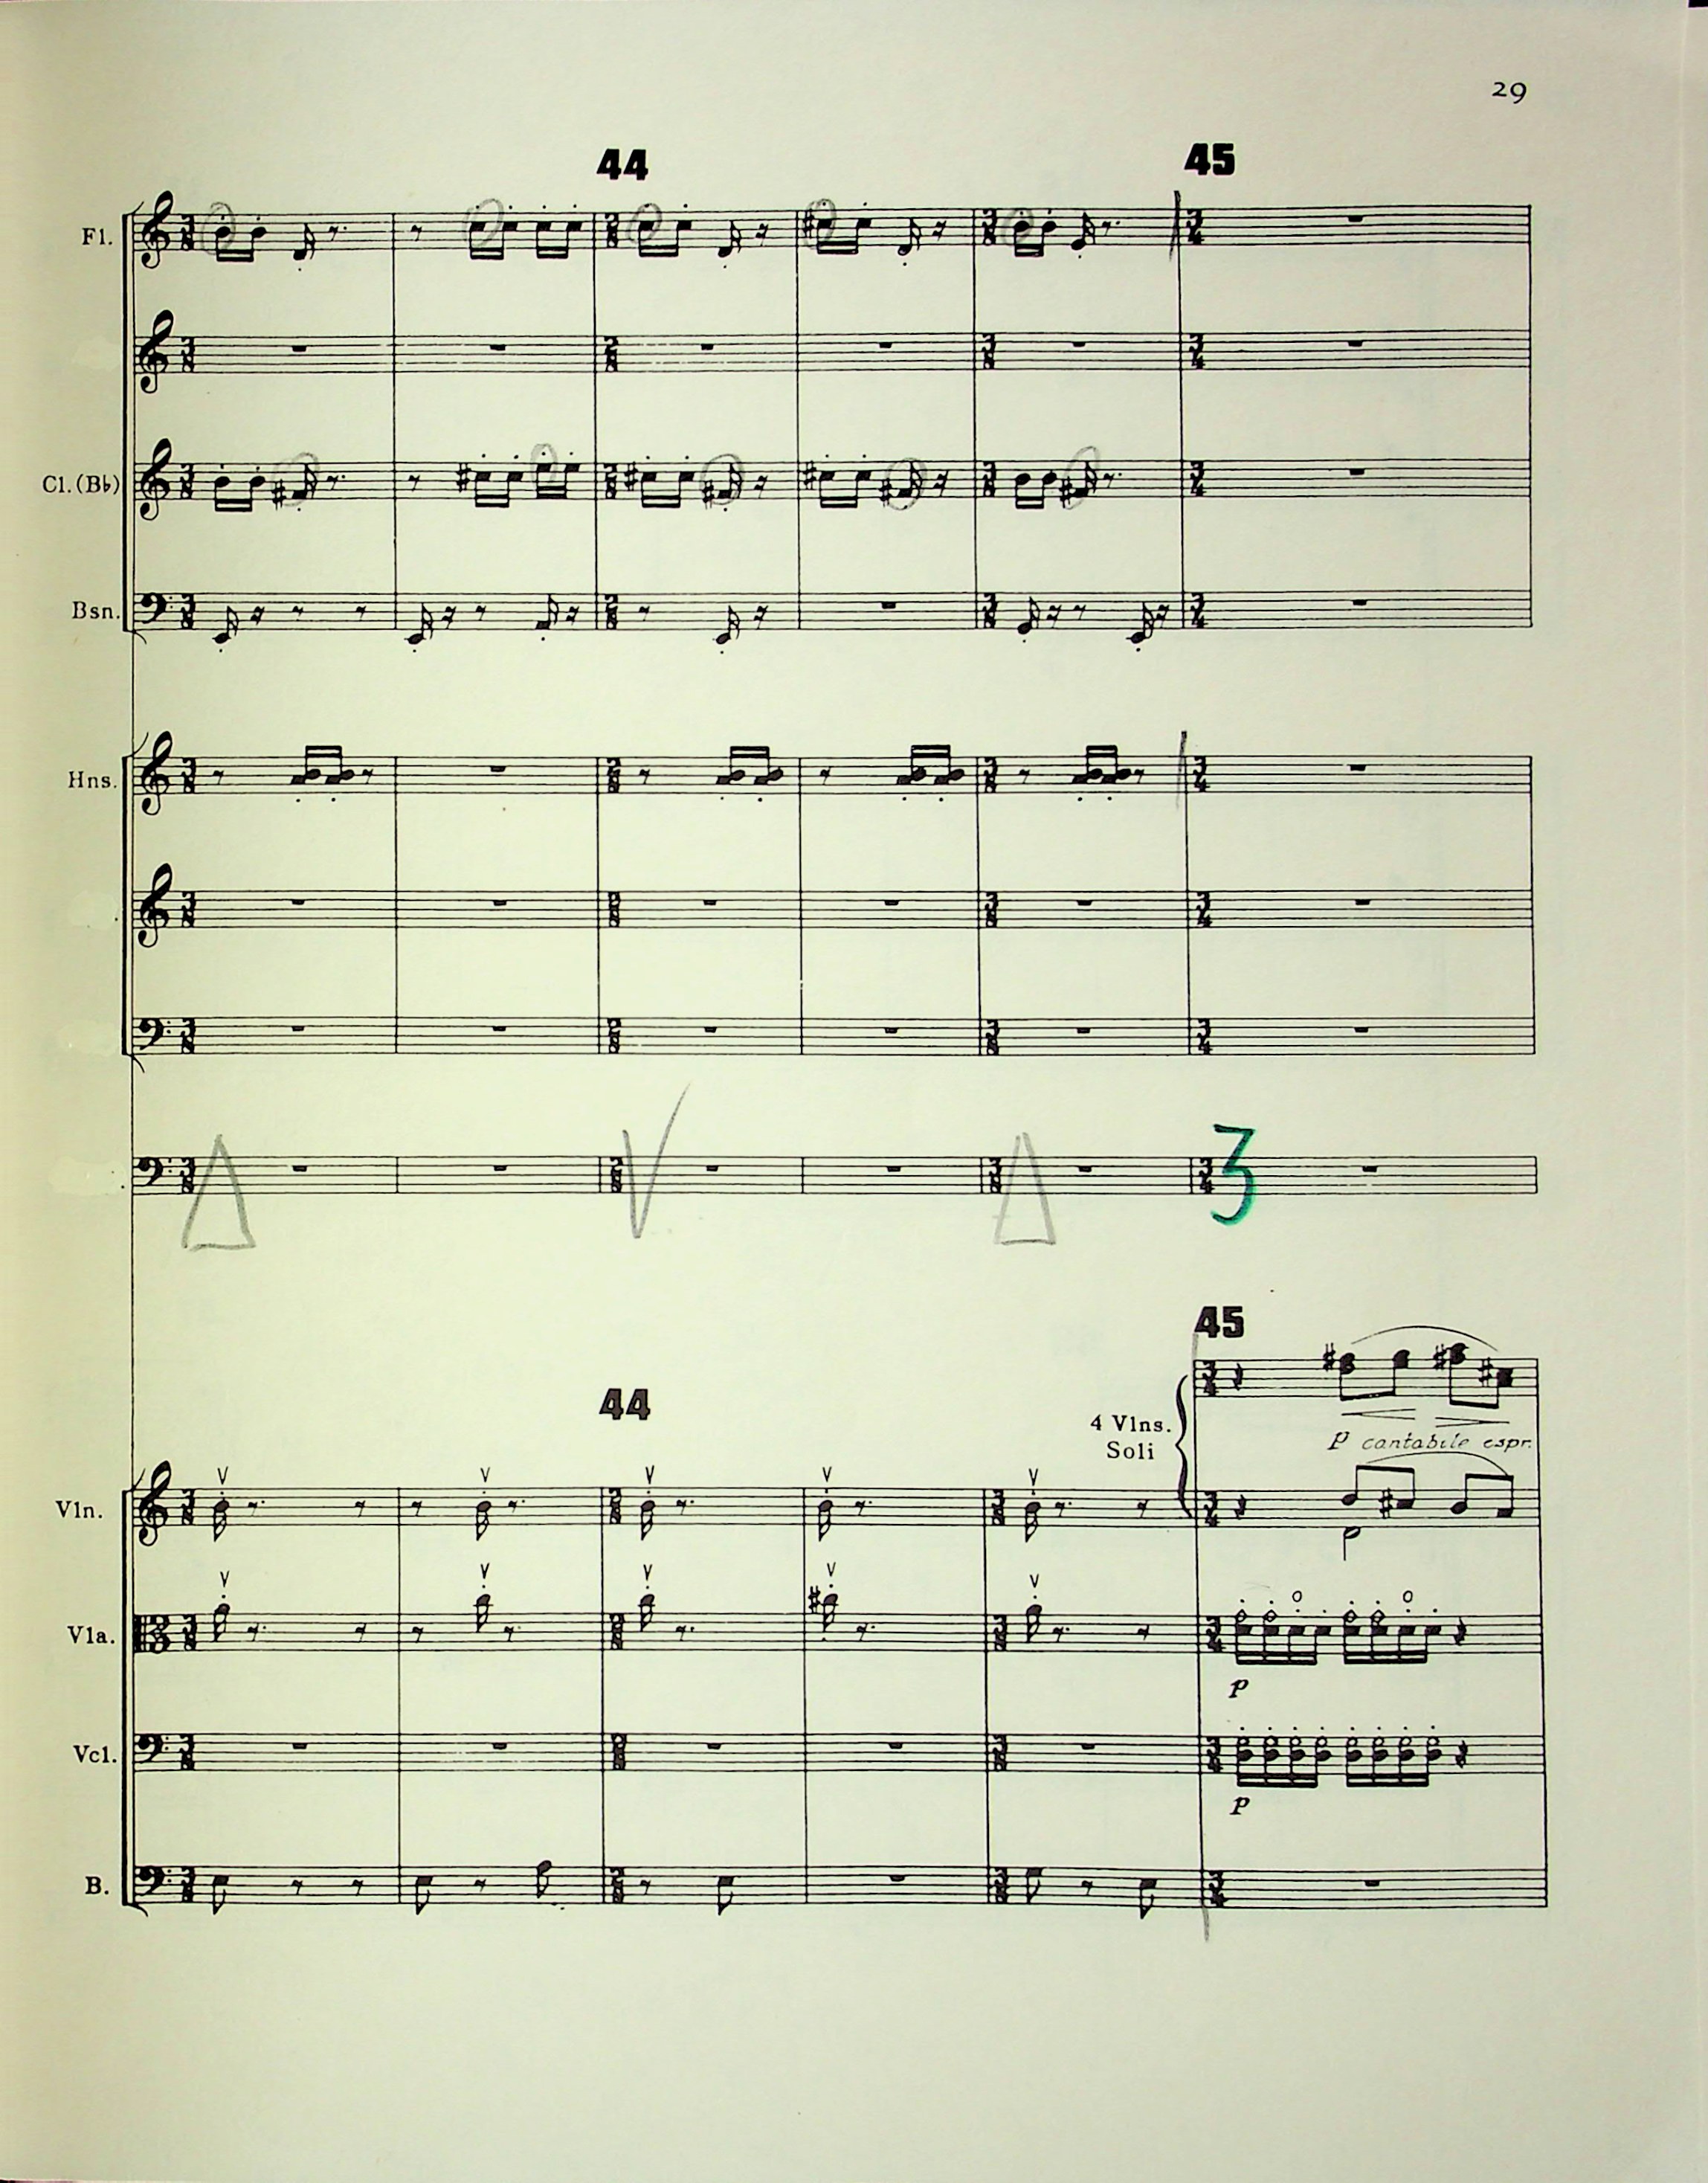 29
44
45
Fl.
Cl.(B♭)
Bsn.
Hns.
3
45
44
4 Vlns.
Soli
p cantabile espr.
Vln.
Vla.
p
Vcl.
p
B.